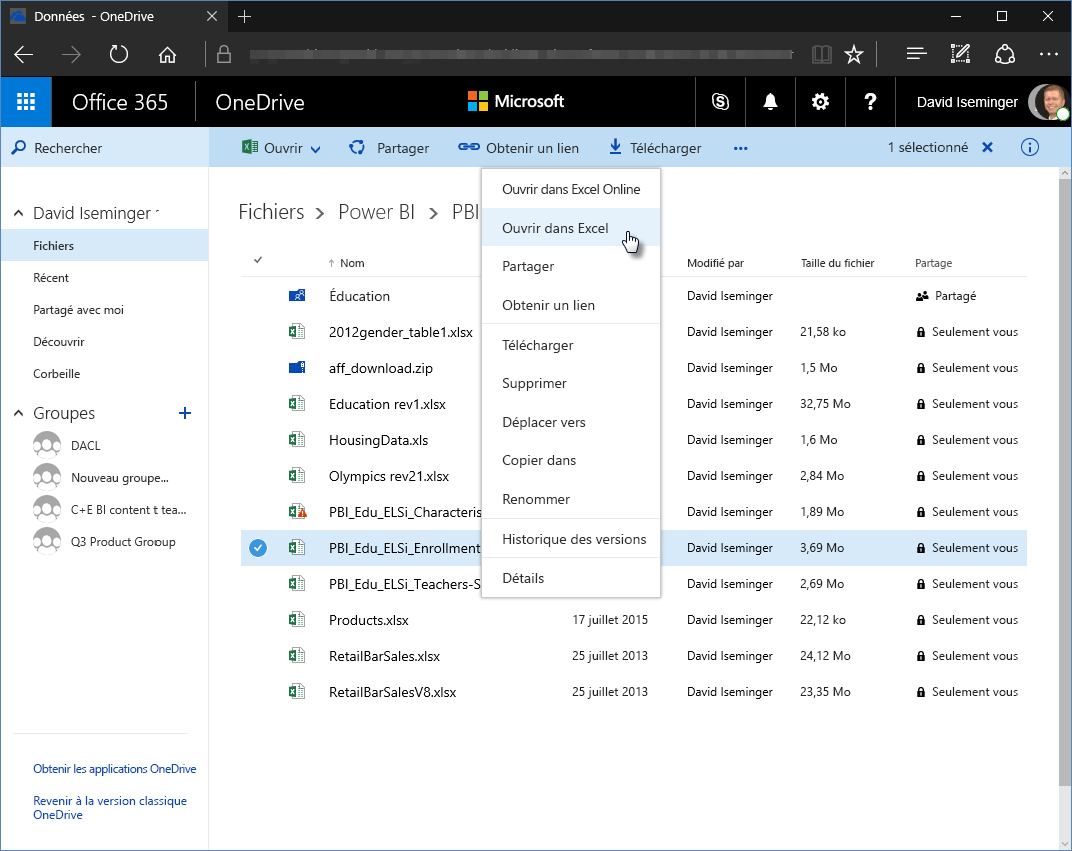 Données - OneDrive
Office 365 OneDrive Microsoft ? David Iseminger
Rechercher Ouvrir Partager Obtenir un lien Télécharger ... 1 sélectionné
David Iseminger
Fichiers
Récent
Partagé avec moi
Découvrir
Corbeille
Groupes
DACL
Nouveau groupe...
C+E BI content t tea...
Q3 Product Group
Obtenir les applications OneDrive
Revenir à la version classique
OneDrive
Fichiers > Power BI > PBI
Nom Modifié par Taille du fichier Partage
Éducation David Iseminger Partagé
2012gender_table1.xlsx David Iseminger 21,58 ko Seulement vous
aff_download.zip David Iseminger 1,5 Mo Seulement vous
Education rev1.xlsx David Iseminger 32,75 Mo Seulement vous
HousingData.xls David Iseminger 1,6 Mo Seulement vous
Olympics rev21.xlsx David Iseminger 2,84 Mo Seulement vous
PBI_Edu_ELSi_Characteris David Iseminger 1,89 Mo Seulement vous
PBI_Edu_ELSi_Enrollment David Iseminger 3,69 Mo Seulement vous
PBI_Edu_ELSi_Teachers-S David Iseminger 2,69 Mo Seulement vous
Products.xlsx 17 juillet 2015 David Iseminger 22,12 ko Seulement vous
RetailBarSales.xlsx 25 juillet 2013 David Iseminger 24,12 Mo Seulement vous
RetailBarSalesV8.xlsx 25 juillet 2013 David Iseminger 23,35 Mo Seulement vous
Ouvrir dans Excel Online
Ouvrir dans Excel
Partager
Obtenir un lien
Télécharger
Supprimer
Déplacer vers
Copier dans
Renommer
Historique des versions
Détails